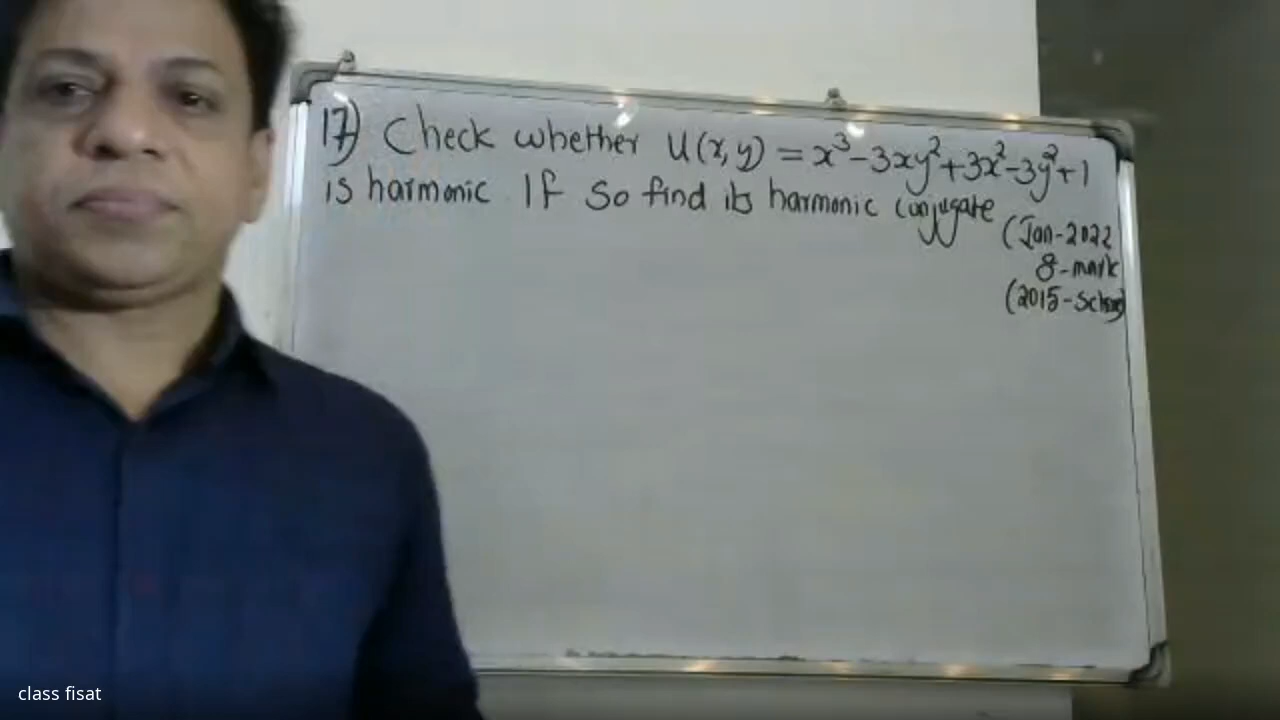 17) Check whether u(x,y) = x³-3xy²+3x²-3y²+1
is harmonic If so find its harmonic conjugate
(Jan-2022
8-mark
(2015-Scheme)
class fisat